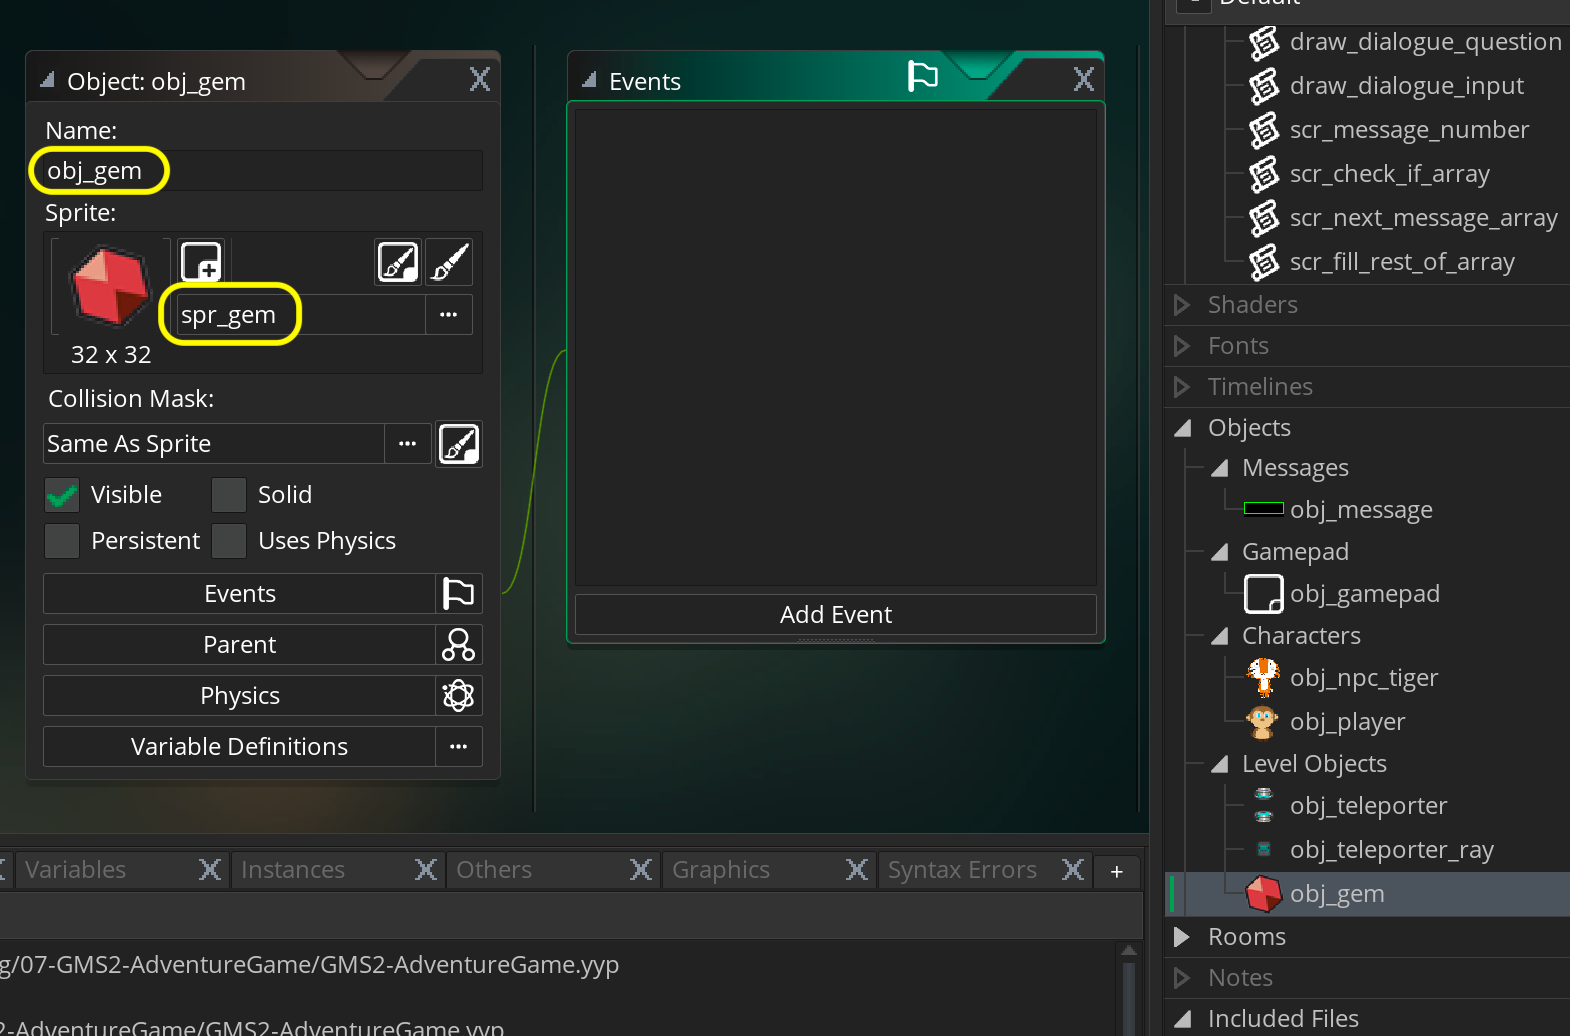 Object: obj_gem
Name:
obj_gem
Sprite:
spr_gem
...
32 x 32
Collision Mask:
Same As Sprite
...
Visible
Solid
Persistent
Uses Physics
Events
Parent
Physics
Variable Definitions
...
Events
Add Event
Default
draw_dialogue_question
draw_dialogue_input
scr_message_number
scr_check_if_array
scr_next_message_array
scr_fill_rest_of_array
Shaders
Fonts
Timelines
Objects
Messages
obj_message
Gamepad
obj_gamepad
Characters
obj_npc_tiger
obj_player
Level Objects
obj_teleporter
obj_teleporter_ray
obj_gem
Rooms
Notes
Included Files
Variables
Instances
Others
Graphics
Syntax Errors
+
g/07-GMS2-AdventureGame/GMS2-AdventureGame.yyp
2-AdventureGame/GMS2-AdventureGame.yyp